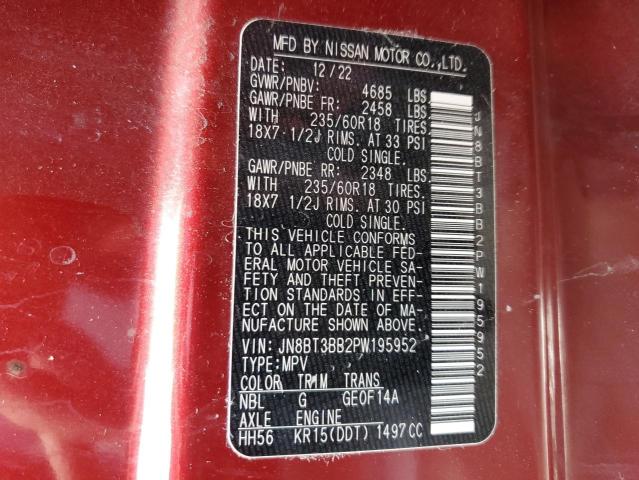 MFD BY NISSAN MOTOR CO.,LTD.
DATE: 12/22
GVWR/PNBV: 4685 LBS.
GAWR/PNBE FR: 2458 LBS.
WITH 235/60R18 TIRES.
18X7 1/2J RIMS. AT 33 PSI
COLD SINGLE.
GAWR/PNBE RR: 2348 LBS.
WITH 235/60R18 TIRES.
18X7 1/2J RIMS. AT 30 PSI
COLD SINGLE.
THIS VEHICLE CONFORMS
TO ALL APPLICABLE FED-
ERAL MOTOR VEHICLE SA-
FETY AND THEFT PREVEN-
TION STANDARDS IN EFF-
ECT ON THE DATE OF MA-
NUFACTURE SHOWN ABOVE.
VIN: JN8BT3BB2PW195952
TYPE: MPV
COLOR TRIM TRANS
NBL G GE0F14A
AXLE ENGINE
HH56 KR15(DDT) 1497CC
JN8BT3BB2PW195952